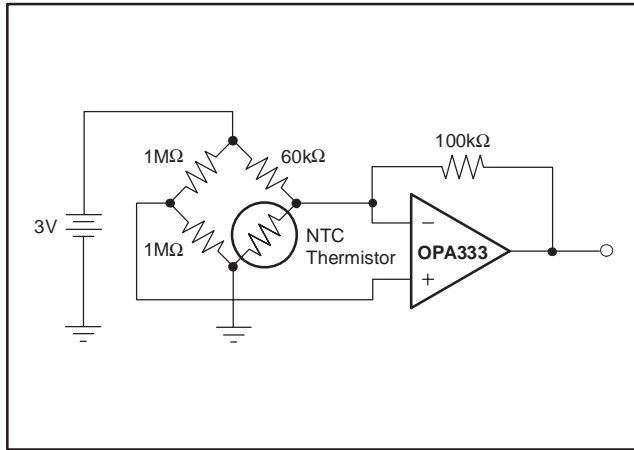 100kΩ
1MΩ
60kΩ
3V
1MΩ
NTC
Thermistor
−
OPA333
+